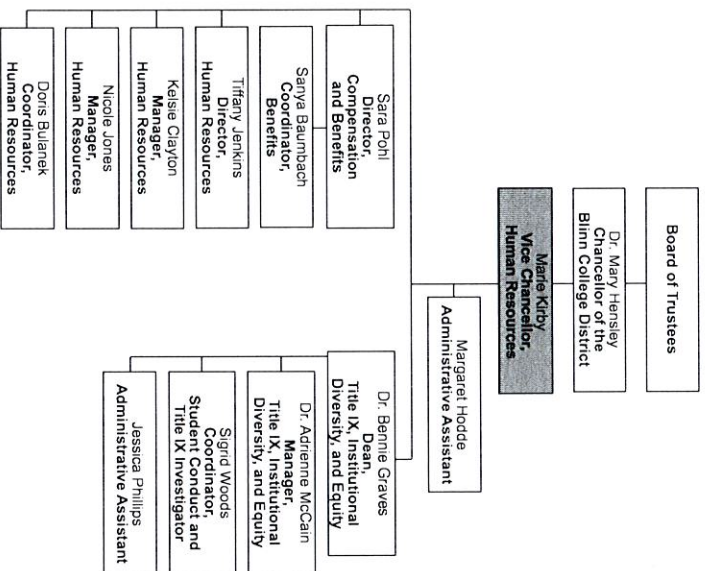 Board of Trustees
Dr. Mary Hensley
Chancellor of the
Blinn College District
Marie Kirby
Vice Chancellor,
Human Resources
Margaret Hodde
Administrative Assistant
Sara Pohl
Director,
Compensation
and Benefits
Sanya Baumbach
Coordinator,
Benefits
Tiffany Jenkins
Director,
Human Resources
Kelsie Clayton
Manager,
Human Resources
Nicole Jones
Manager,
Human Resources
Doris Bulanek
Coordinator,
Human Resources
Dr. Bennie Graves
Dean,
Title IX, Institutional
Diversity, and Equity
Dr. Adrienne McCain
Manager,
Title IX, Institutional
Diversity, and Equity
Sigrid Woods
Coordinator,
Student Conduct and
Title IX Investigator
Jessica Phillips
Administrative Assistant